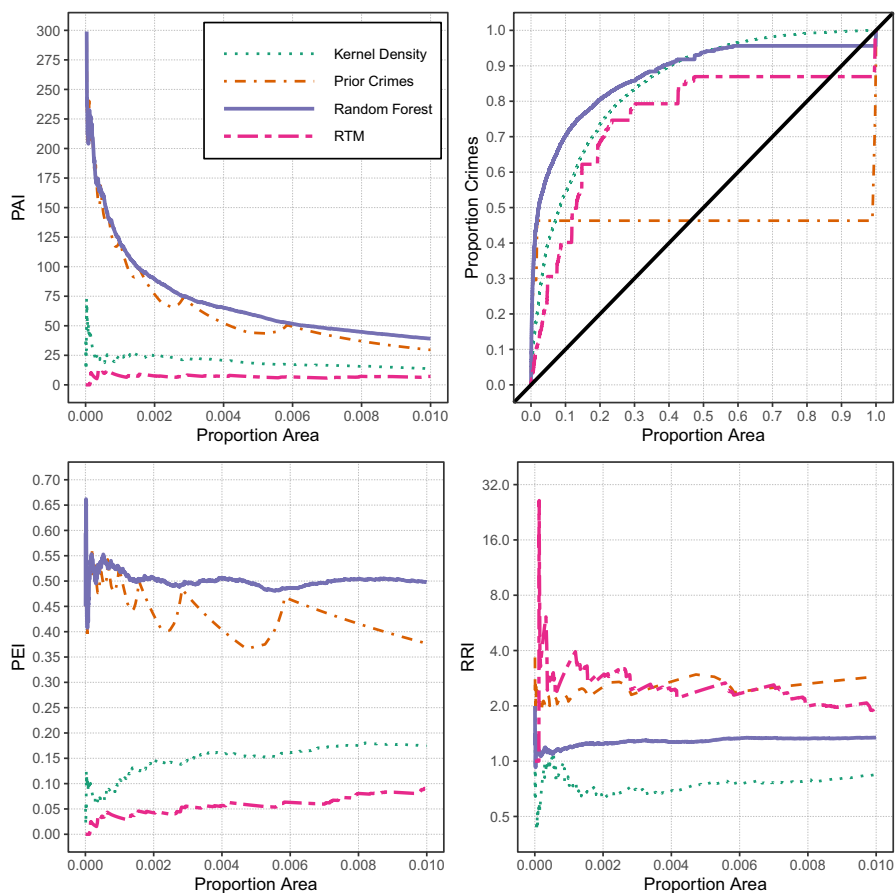 300
275
250
225
200
175
150
125
100
75
50
25
0
PAI
0.000 0.002 0.004 0.006 0.008 0.010
Proportion Area
Kernel Density
Prior Crimes
Random Forest
RTM
1.0
0.9
0.8
0.7
0.6
0.5
0.4
0.3
0.2
0.1
0.0
Proportion Crimes
0.0 0.1 0.2 0.3 0.4 0.5 0.6 0.7 0.8 0.9 1.0
Proportion Area
0.70
0.65
0.60
0.55
0.50
0.45
0.40
0.35
0.30
0.25
0.20
0.15
0.10
0.05
0.00
PEI
0.000 0.002 0.004 0.006 0.008 0.010
Proportion Area
32.0
16.0
8.0
4.0
2.0
1.0
0.5
RRI
0.000 0.002 0.004 0.006 0.008 0.010
Proportion Area